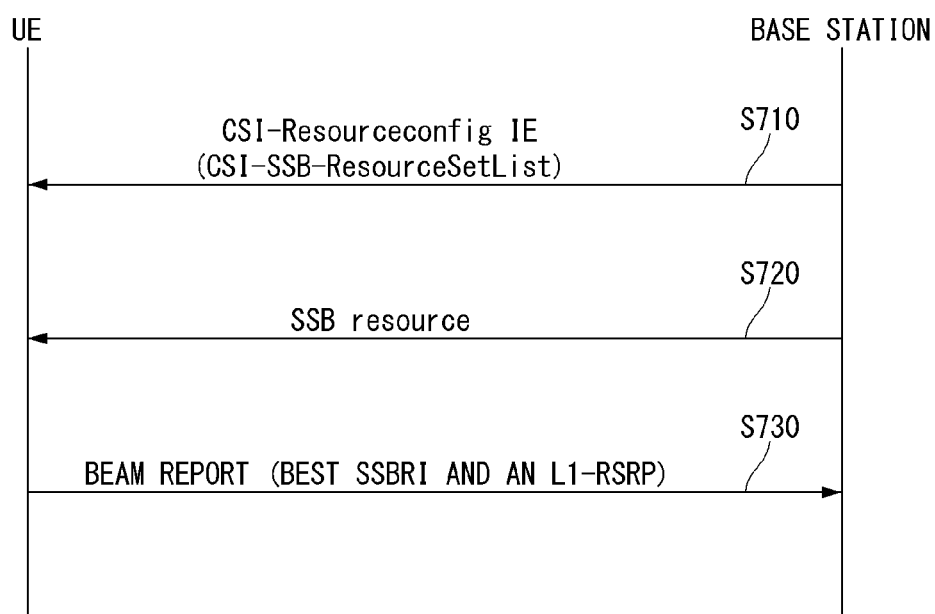 UE
BASE STATION
S710
CSI-Resourceconfig IE
(CSI-SSB-ResourceSetList)
S720
SSB resource
S730
BEAM REPORT (BEST SSBRI AND AN L1-RSRP)